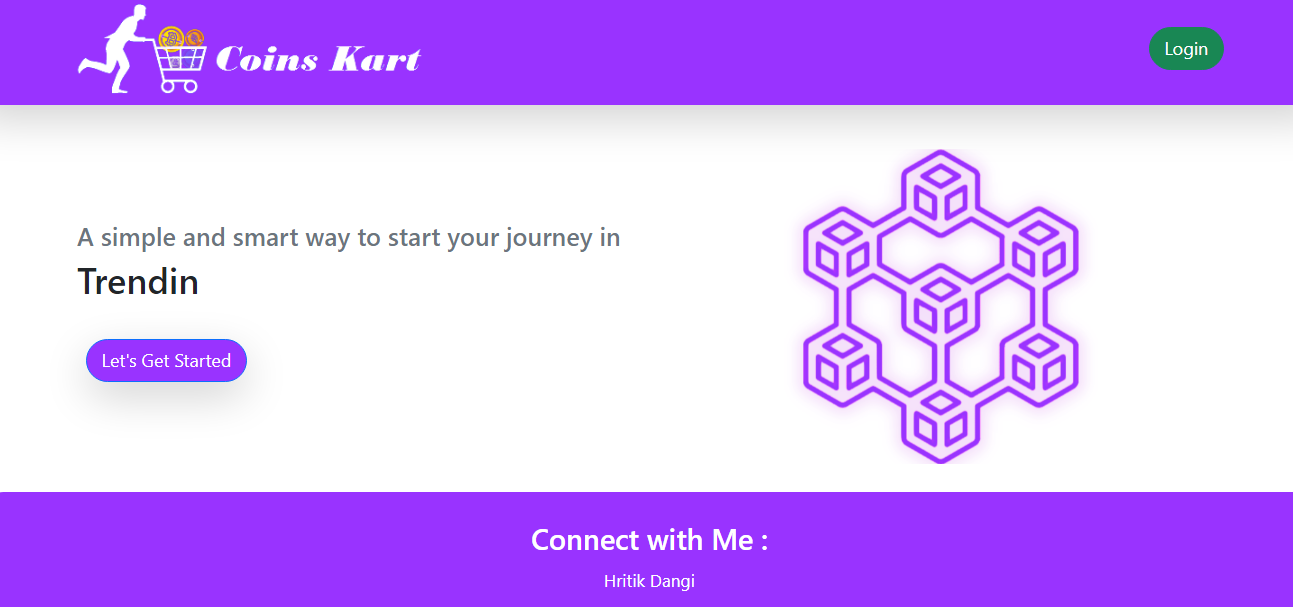 Coins Kart
Login
A simple and smart way to start your journey in
Trendin
Let's Get Started
Connect with Me :
Hritik Dangi